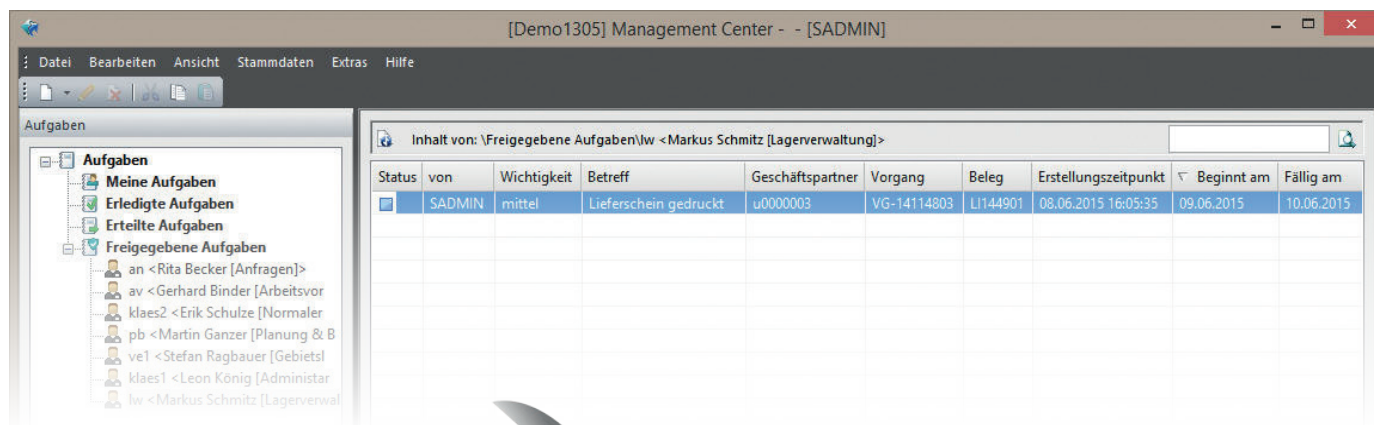 [Demo1305] Management Center - - [SADMIN]
Datei Bearbeiten Ansicht Stammdaten Extras Hilfe
Aufgaben
Inhalt von: \Freigegebene Aufgaben\lw <Markus Schmitz [Lagerverwaltung]>
Aufgaben
Meine Aufgaben
Erledigte Aufgaben
Erteilte Aufgaben
Freigegebene Aufgaben
an <Rita Becker [Anfragen]>
av <Gerhard Binder [Arbeitsvor
klaes2 <Erik Schulze [Normaler
pb <Martin Ganzer [Planung & B
ve1 <Stefan Ragbauer [Gebietsl
klaes1 <Leon König [Administar
lw <Markus Schmitz [Lagerverwal
Status von Wichtigkeit Betreff Geschäftspartner Vorgang Beleg Erstellungszeitpunkt Beginnt am Fällig am
SADMIN mittel Lieferschein gedruckt u0000003 VG-14114803 LI144901 08.06.2015 16:05:35 09.06.2015 10.06.2015